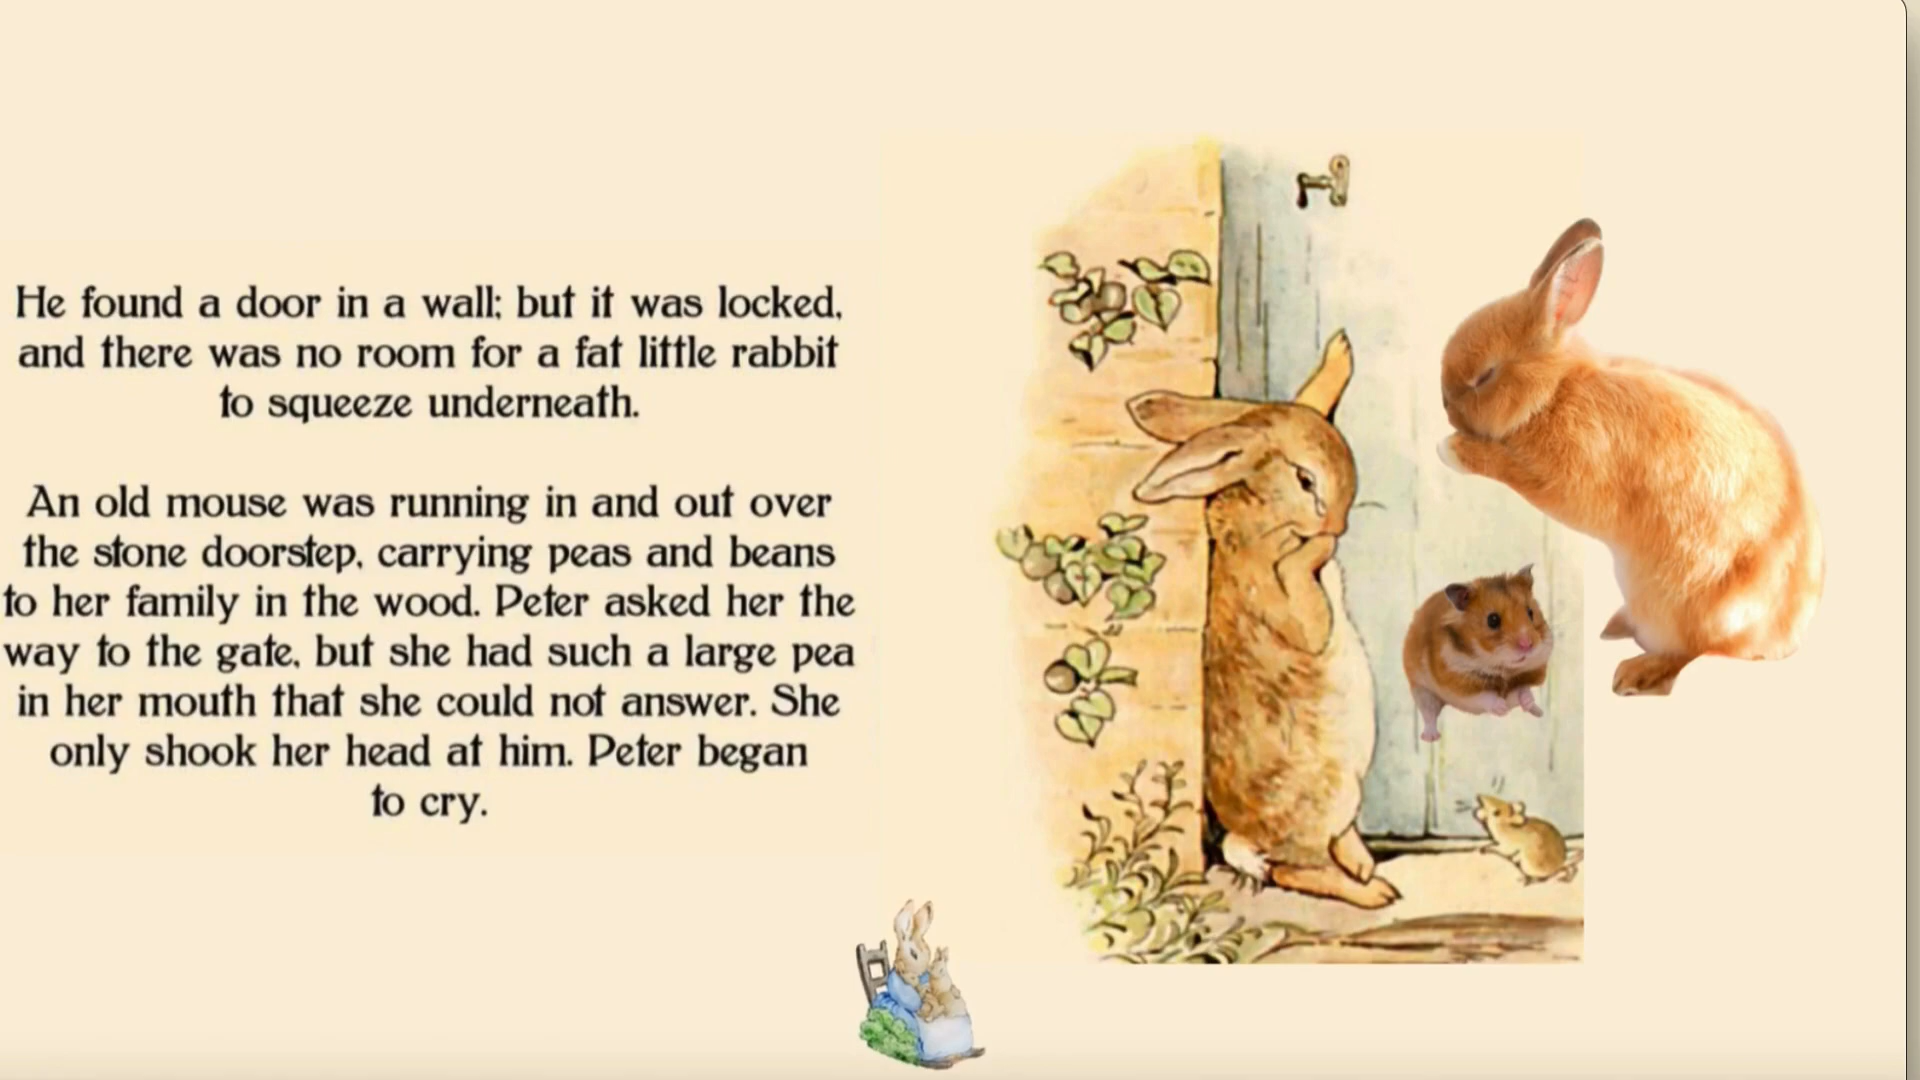 He found a door in a wall; but it was locked,
and there was no room for a fat little rabbit
to squeeze underneath.
An old mouse was running in and out over
the stone doorstep, carrying peas and beans
to her family in the wood. Peter asked her the
way to the gate, but she had such a large pea
in her mouth that she could not answer. She
only shook her head at him. Peter began
to cry.